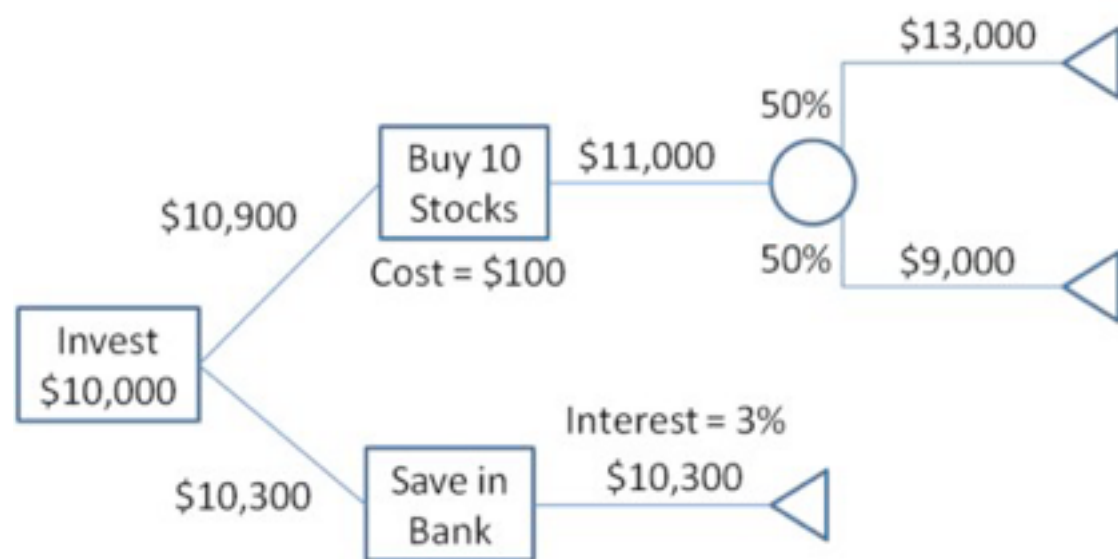 $13,000
50%
Buy 10
Stocks
$11,000
$10,900
50%
$9,000
Cost = $100
Invest
$10,000
Interest = 3%
$10,300
Save in
Bank
$10,300